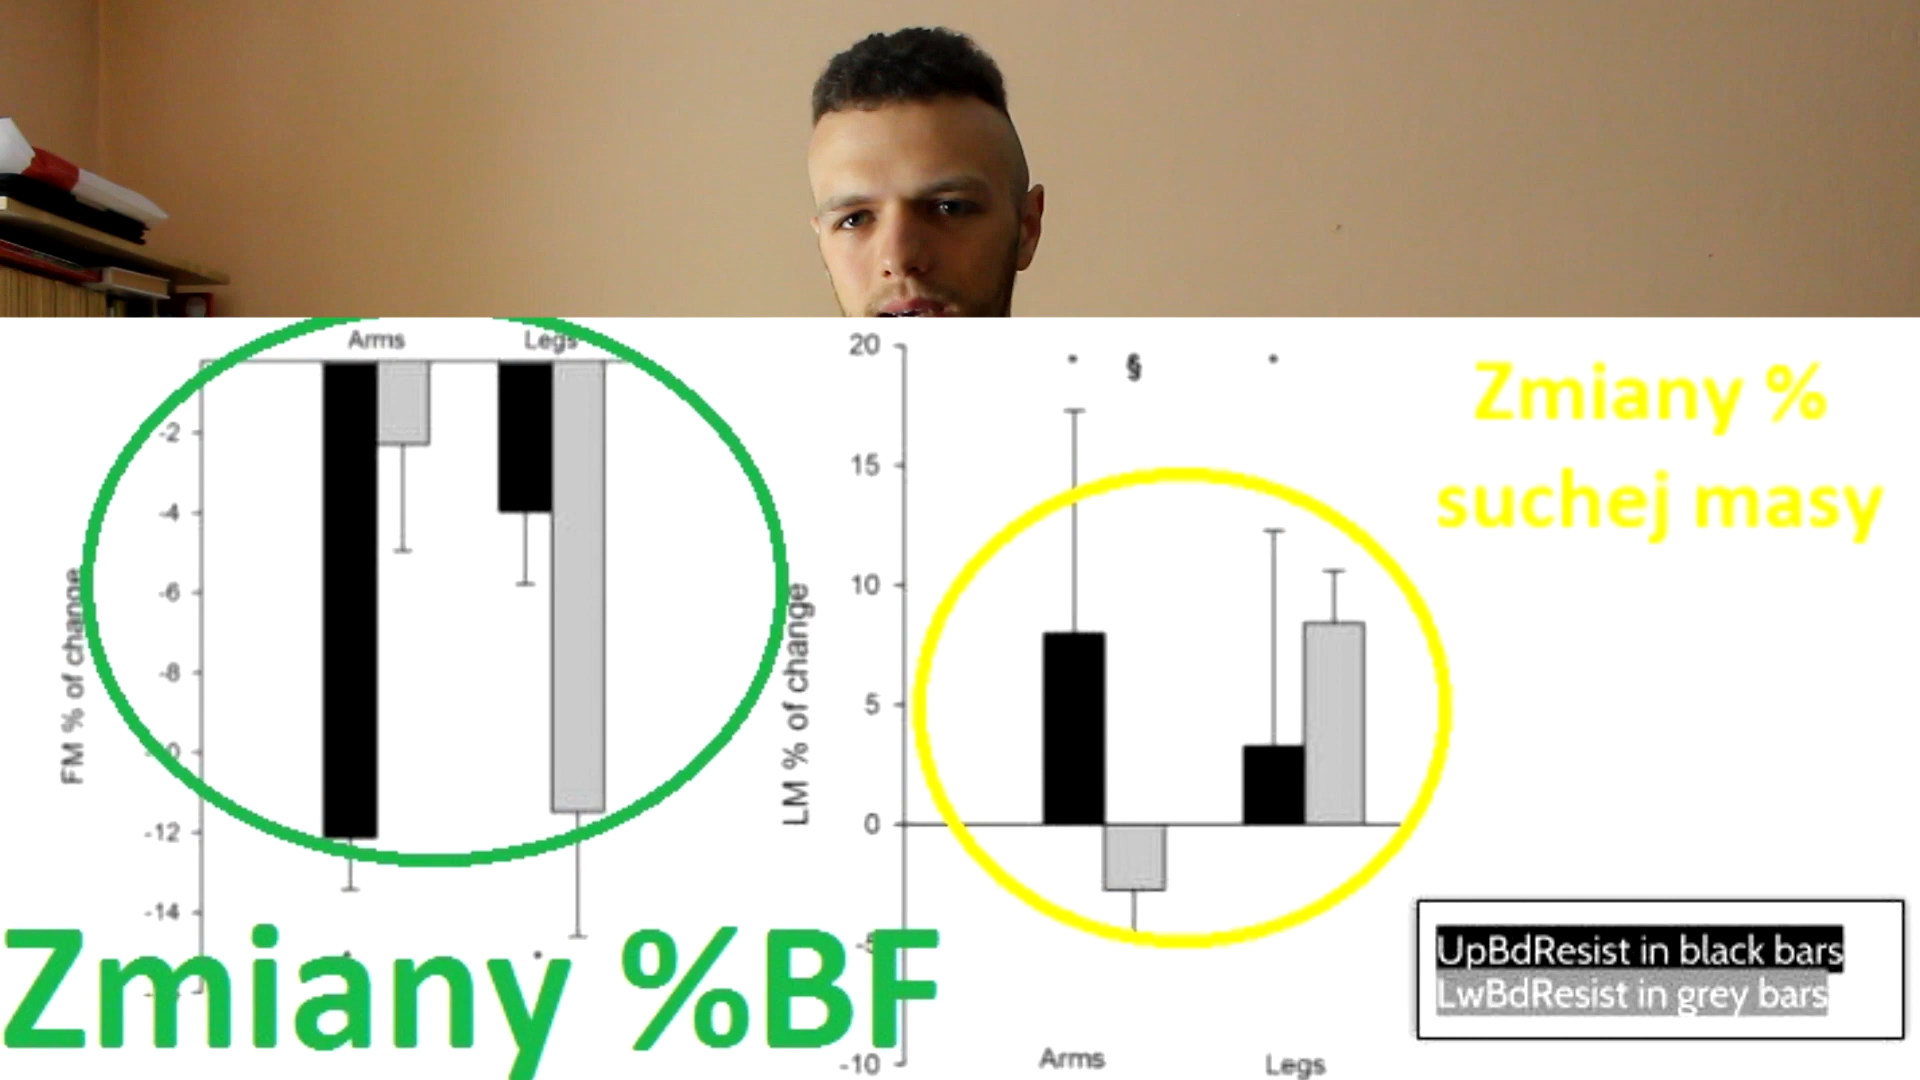 Arms Legs
-2
-4
-6
-8
-12
-14
FM % of change
Zmiany %BF
20
15
10
5
0
-5
-10
LM % of change
* § *
Arms Legs
Zmiany %
suchej masy
UpBdResist in black bars
LwBdResist in grey bars